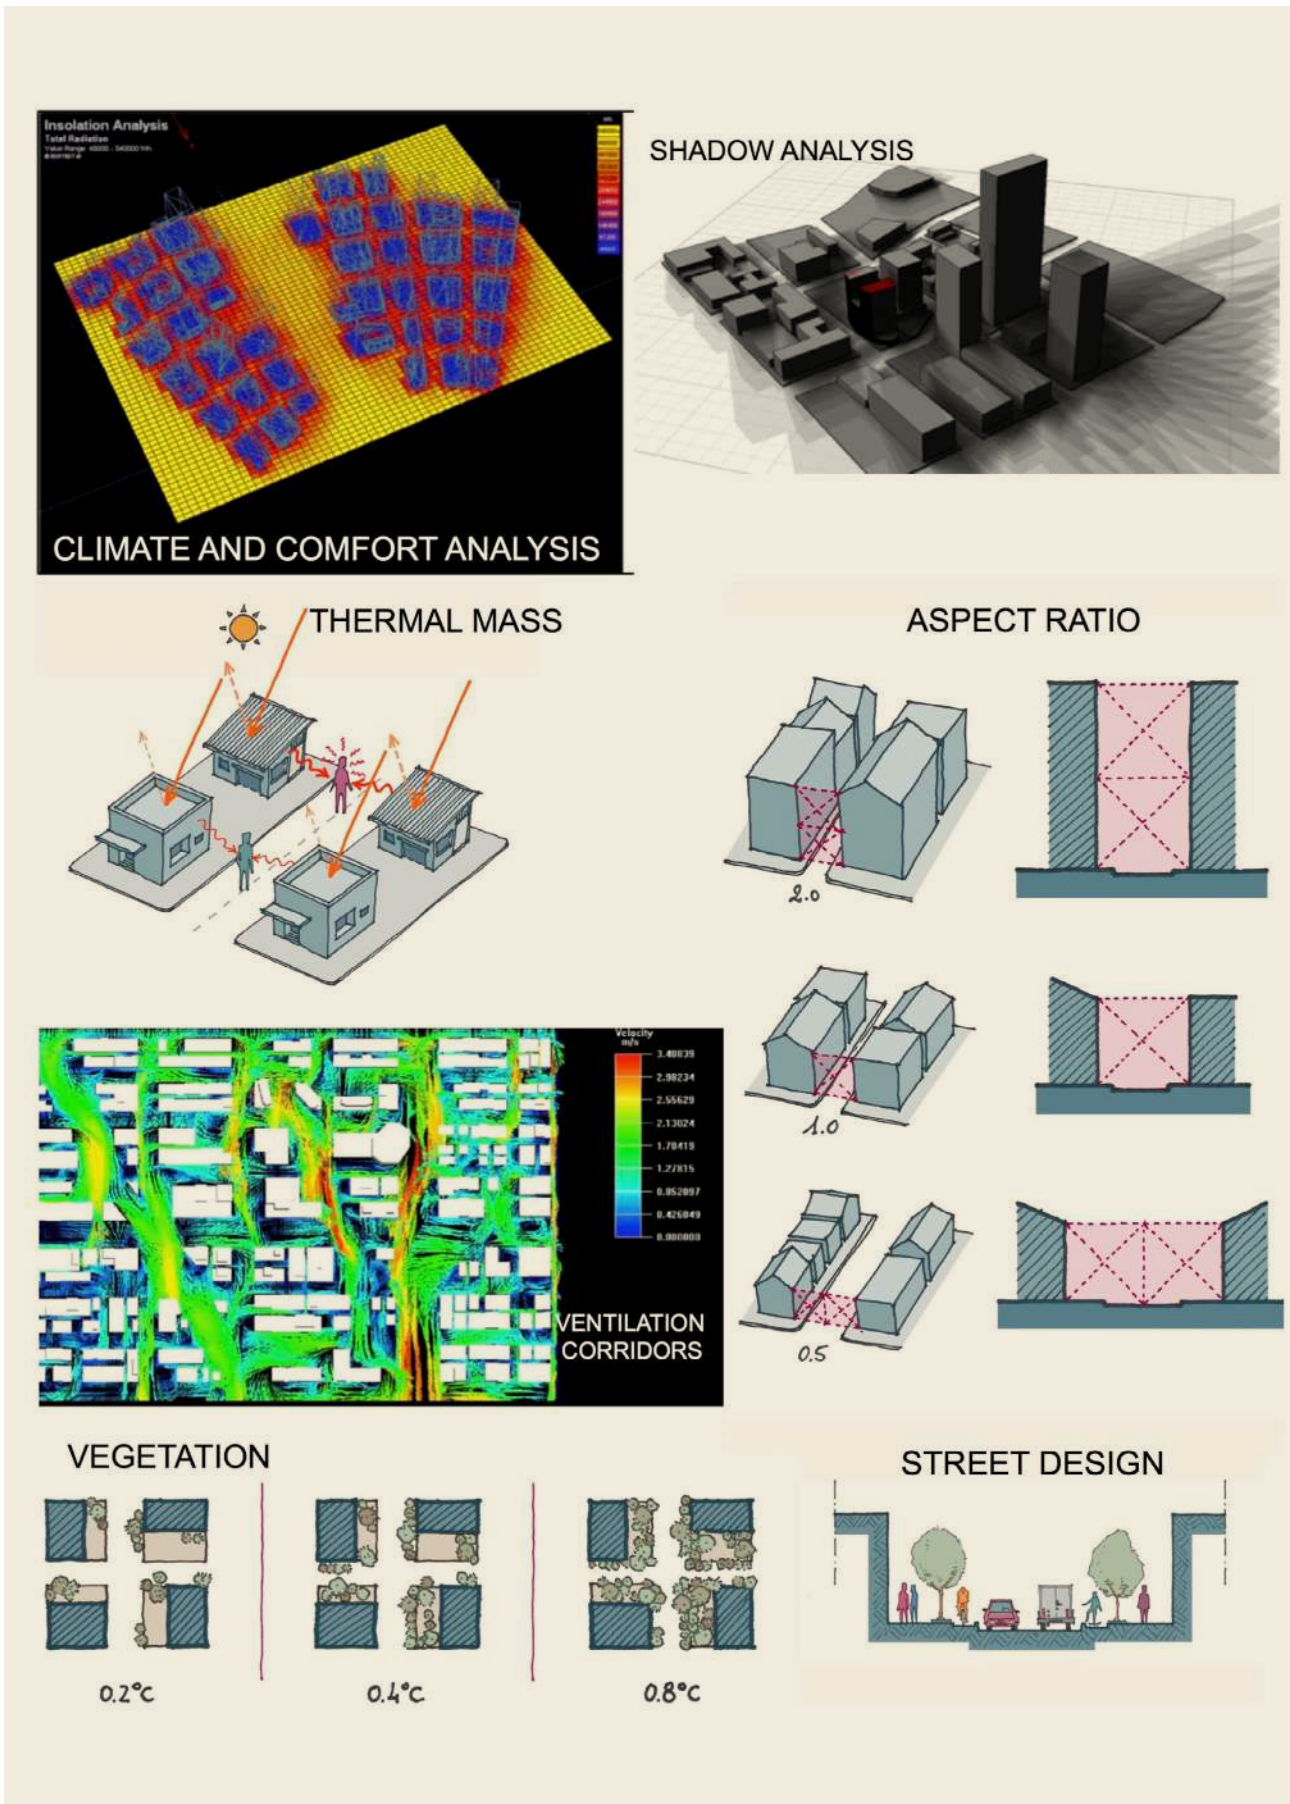 Insolation Analysis
Total Radiation
SHADOW ANALYSIS
CLIMATE AND COMFORT ANALYSIS
THERMAL MASS
ASPECT RATIO
2.0
1.0
0.5
Velocity
m/s
3.40839
2.98234
2.55629
2.13024
1.70419
1.27815
0.852097
0.426049
0.000000
VENTILATION
CORRIDORS
VEGETATION
0.2°C
0.4°C
0.8°C
STREET DESIGN